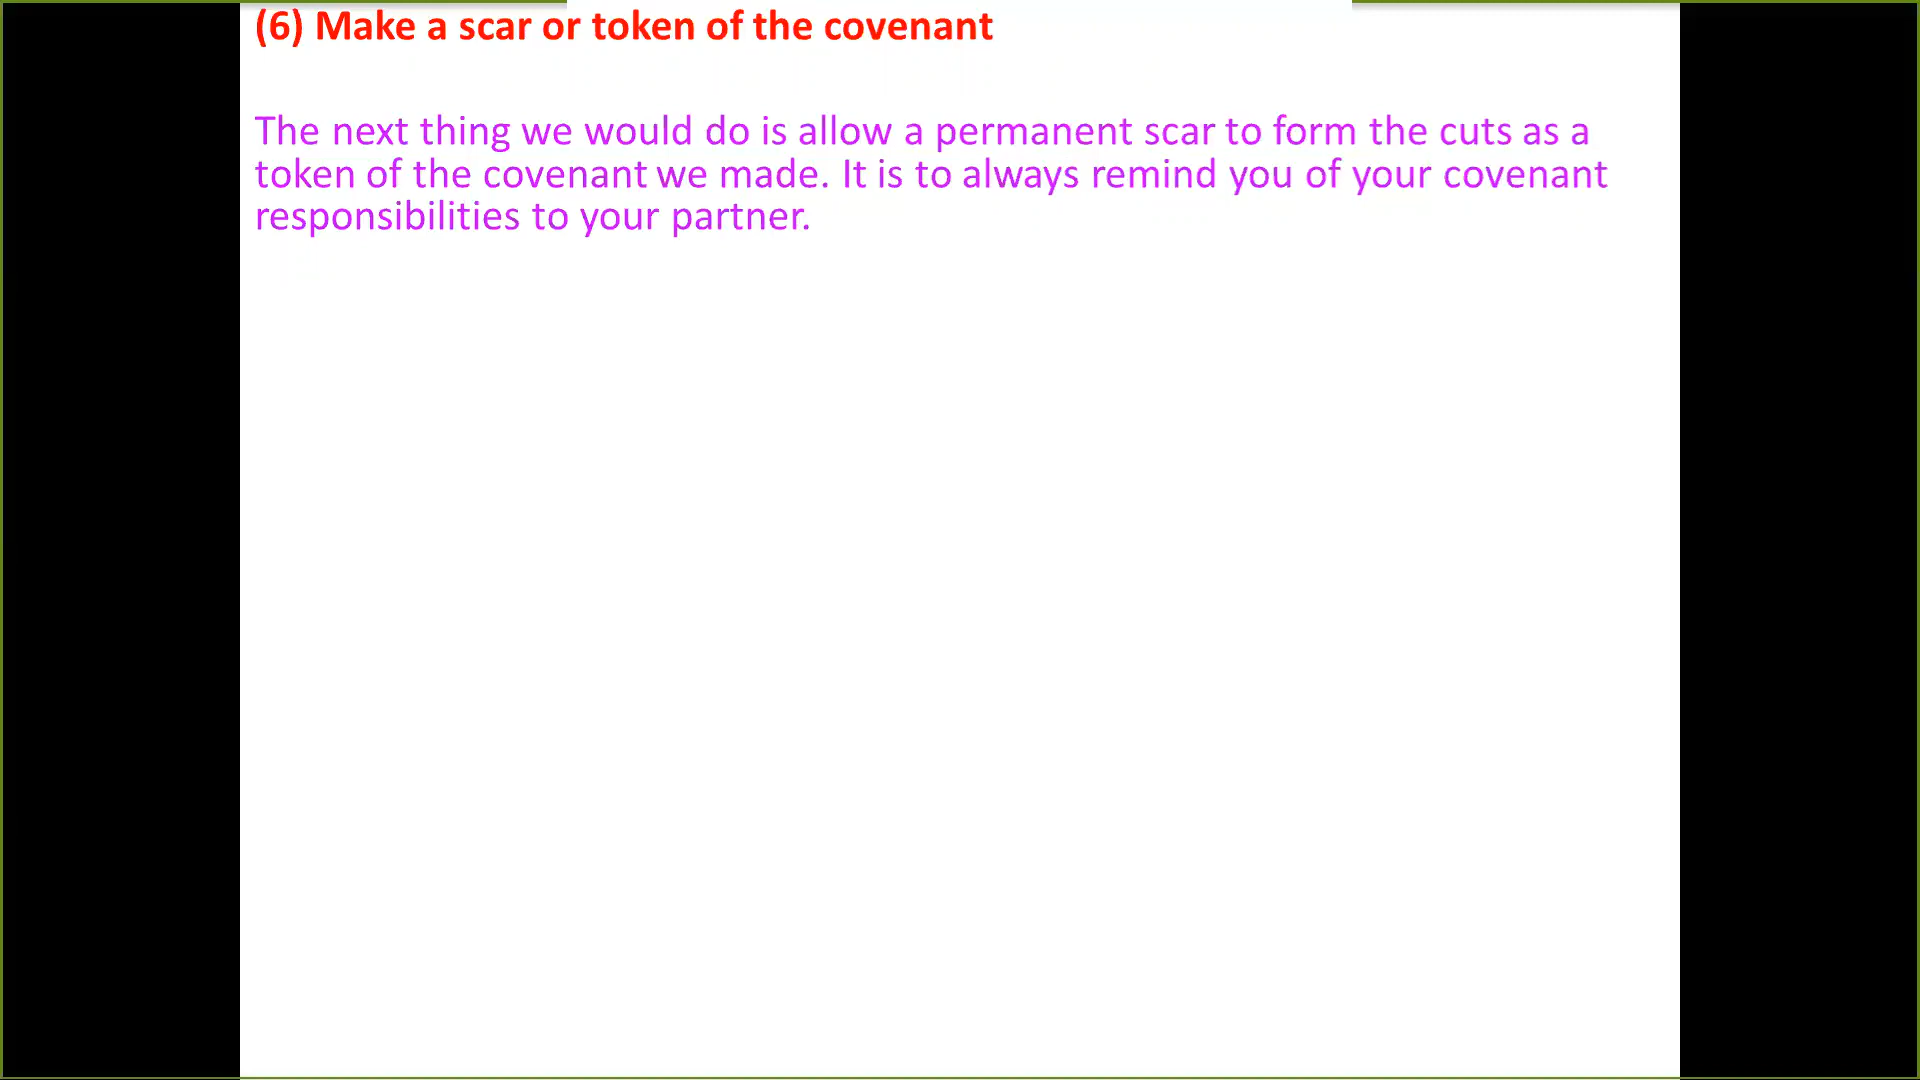 (6) Make a scar or token of the covenant
The next thing we would do is allow a permanent scar to form the cuts as a
token of the covenant we made. It is to always remind you of your covenant
responsibilities to your partner.